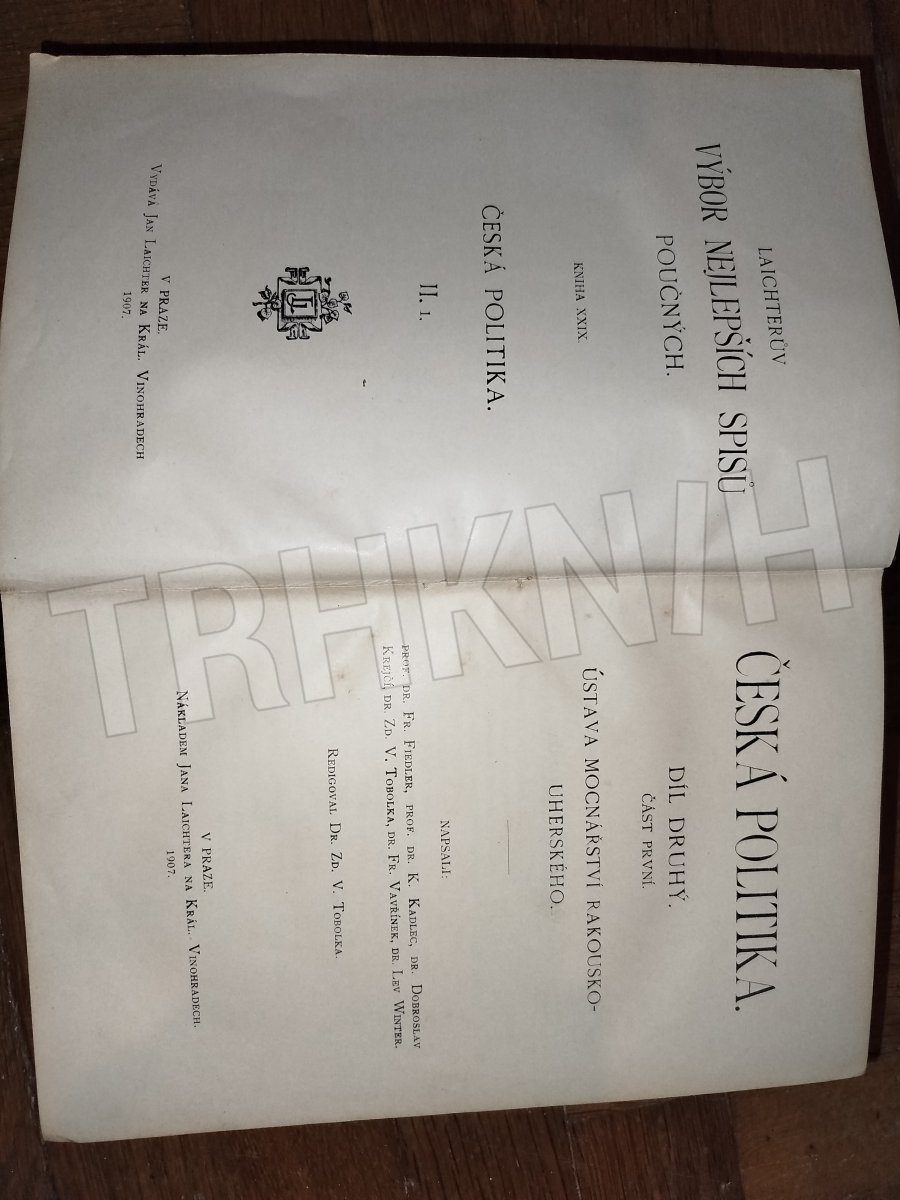 LAICHTERŮV
VÝBOR NEJLEPŠÍCH SPISŮ
POUČNÝCH.
KNIHA XXIX.
ČESKÁ POLITIKA.
II. 1.
JL
V PRAZE.
VYDÁVÁ JAN LAICHTER NA KRÁL. VINOHRADECH
1907.
ČESKÁ POLITIKA.
DÍL DRUHÝ.
ČÁST PRVNÍ.
ÚSTAVA MOCNÁŘSTVÍ RAKOUSKO-
UHERSKÉHO.
NAPSALI:
PROF. DR. FR. FIEDLER, PROF. DR. K. KADLEC, DR. DOBROSLAV
KREJČÍ, DR. ZD. V. TOBOLKA, DR. FR. VAVŘÍNEK, DR. LEV WINTER.
REDIGOVAL DR. ZD. V. TOBOLKA.
V PRAZE.
NÁKLADEM JANA LAICHTERA NA KRÁL. VINOHRADECH.
1907.
TRHKNIH